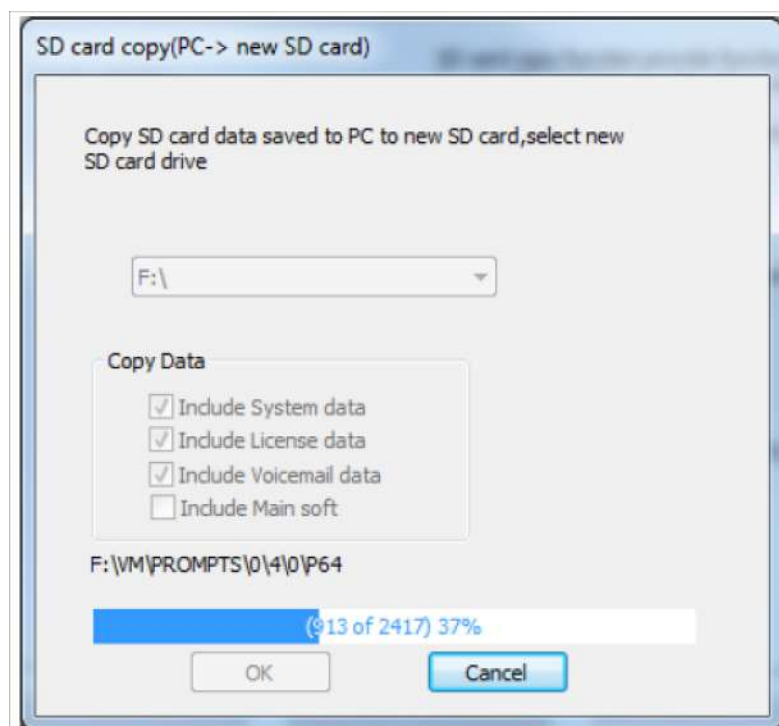 SD card copy(PC-> new SD card)
Copy SD card data saved to PC to new SD card,select new
SD card drive
F:\
Copy Data
Include System data
Include License data
Include Voicemail data
Include Main soft
F:\VM\PROMPTS\0\4\0\P64
(913 of 2417) 37%
OK
Cancel